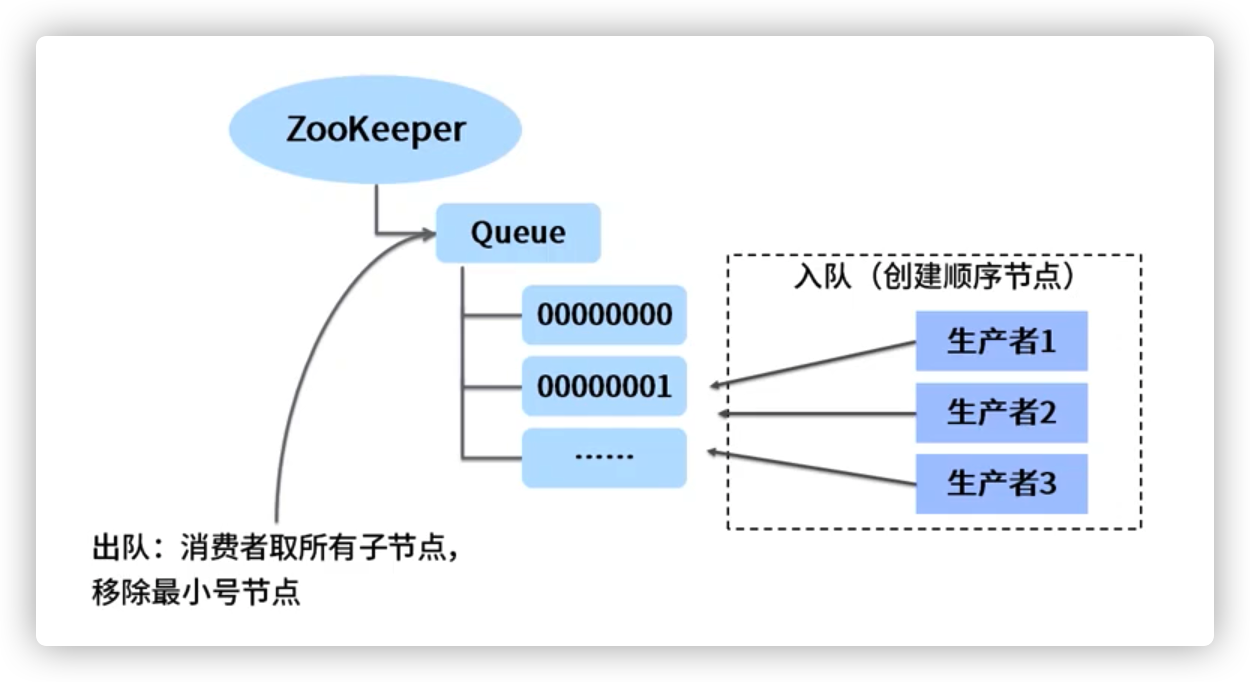 ZooKeeper
Queue
00000000
00000001
……
入队（创建顺序节点）
生产者1
生产者2
生产者3
出队：消费者取所有子节点，
移除最小号节点